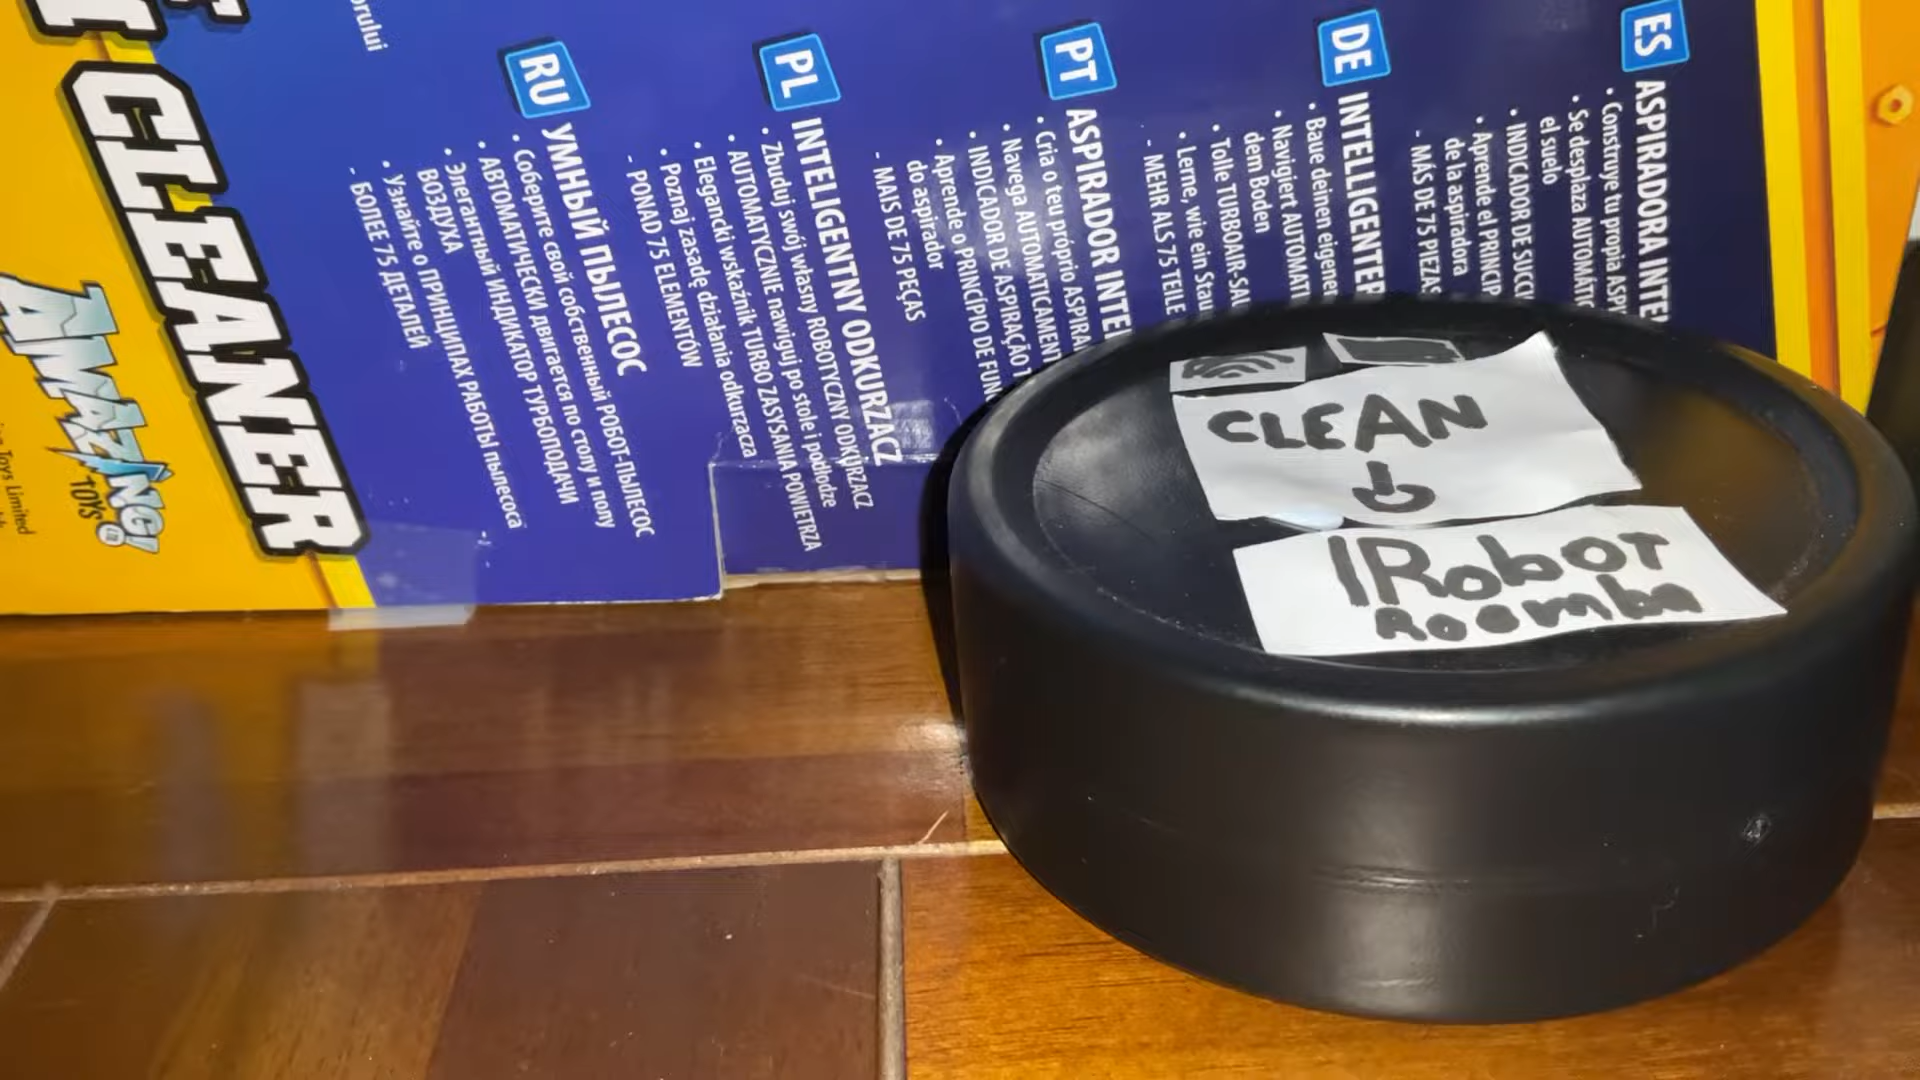 CLEANER
AMAZING
TOYS
LTD
Toys Limited
RU
УМНЫЙ ПЫЛЕСОС
• Соберите свой собственный РОБОТ-ПЫЛЕСОС
• АВТОМАТИЧЕСКИ двигается по столу и полу
• Элегантный ИНДИКАТОР ТУРБОПОДАЧИ
ВОЗДУХА
• Узнайте о ПРИНЦИПАХ РАБОТЫ пылесоса
- БОЛЕЕ 75 ДЕТАЛЕЙ
PL
INTELIGENTNY ODKURZACZ
• Zbuduj swój własny ROBOTYCZNY ODKURZACZ
• AUTOMATYCZNIE nawiguj po stole i podłodze
• Elegancki wskaźnik TURBO ZASYSANIA POWIETRZA
• Poznaj zasadę działania odkurzacza
- PONAD 75 ELEMENTÓW
PT
ASPIRADOR INTE
• Cria o teu próprio ASPIRA
• Navega AUTOMATICAMENT
• INDICADOR DE ASPIRAÇÃO T
• Aprende o PRINCÍPIO DE FUN
do aspirador
- MAIS DE 75 PEÇAS
DE
INTELLIGENTER
• Baue deinen eigene
• Navigiert AUTOMATI
dem Boden
• Tolle TURBOAIR-SAU
• Lerne, wie ein Stau
- MEHR ALS 75 TEILE
ES
ASPIRADORA INTE
• Construye tu propia ASPI
• Se desplaza AUTOMÁTIC
el suelo
• INDICADOR DE SUCCI
• Aprende el PRINCIP
de la aspiradora
- MÁS DE 75 PIEZAS
CLEAN
IRobot
Roomba